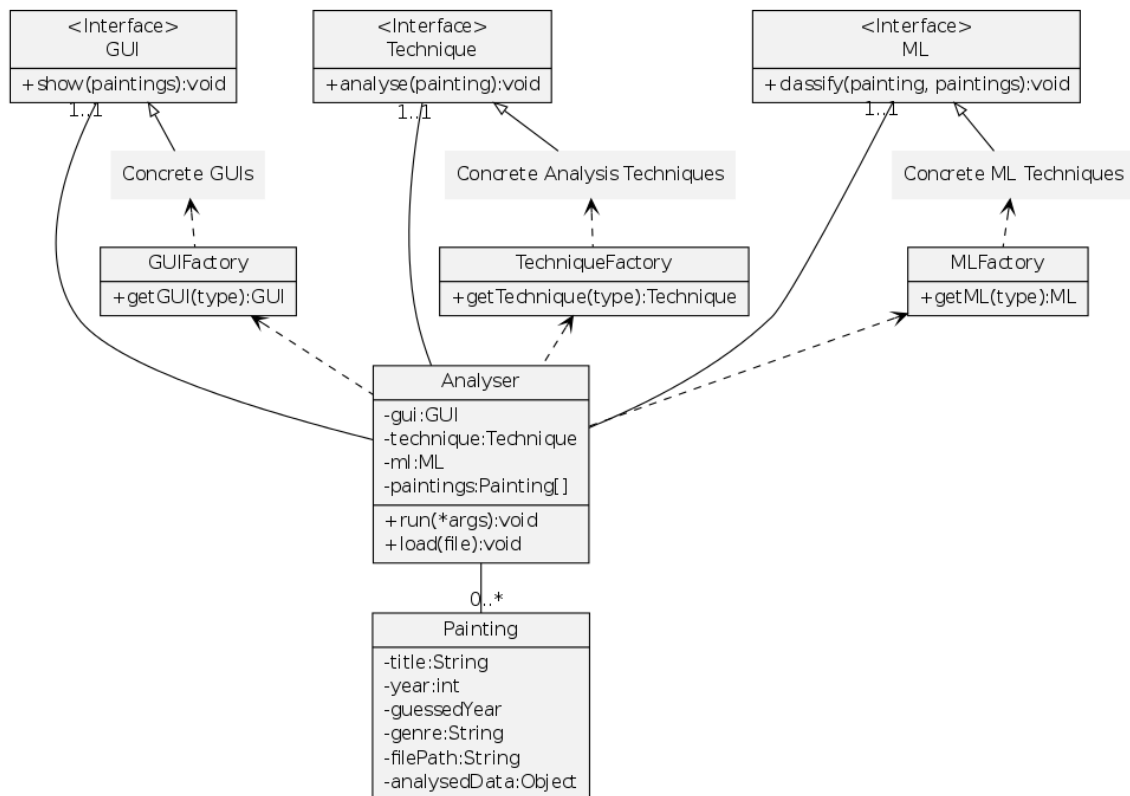 <Interface>
GUI
+show(paintings):void
1..1
<Interface>
Technique
+analyse(painting):void
1..1
<Interface>
ML
+classify(painting, paintings):void
1..1
Concrete GUIs
Concrete Analysis Techniques
Concrete ML Techniques
GUIFactory
+getGUI(type):GUI
TechniqueFactory
+getTechnique(type):Technique
MLFactory
+getML(type):ML
Analyser
-gui:GUI
-technique:Technique
-ml:ML
-paintings:Painting[]
+run(*args):void
+load(file):void
0..*
Painting
-title:String
-year:int
-guessedYear
-genre:String
-filePath:String
-analysedData:Object